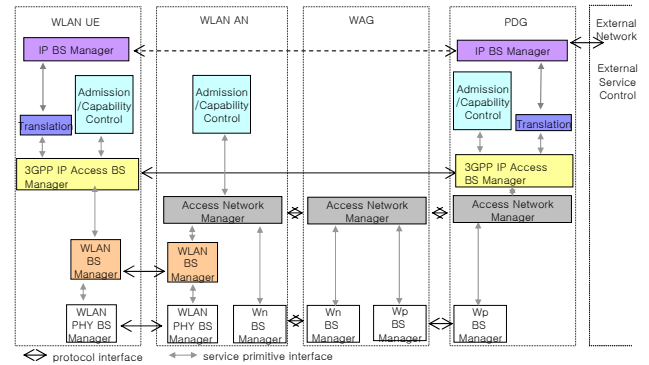 WLAN UE
WLAN AN
WAG
PDG
External
Network
External
Service
Control
IP BS Manager
IP BS Manager
Admission
/Capability
Control
Admission
/Capability
Control
Admission
/Capability
Control
Translation
Translation
3GPP IP Access BS
Manager
3GPP IP Access
BS Manager
Access Network
Manager
Access Network
Manager
Access Network
Manager
WLAN
BS
Manager
WLAN
BS
Manager
WLAN
PHY BS
Manager
WLAN
PHY BS
Manager
Wn
BS
Manager
Wn
BS
Manager
Wp
BS
Manager
Wp
BS
Manager
protocol interface
service primitive interface